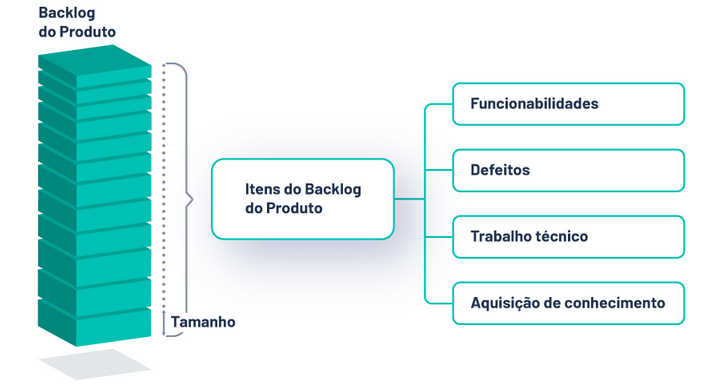 Backlog
do Produto
Tamanho
Itens do Backlog
do Produto
Funcionabilidades
Defeitos
Trabalho técnico
Aquisição de conhecimento